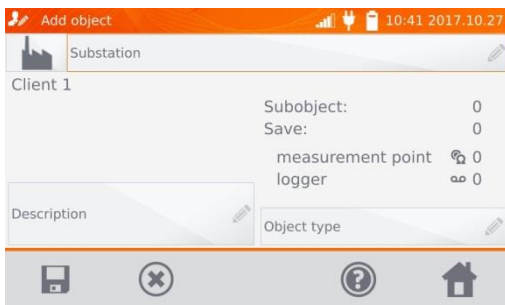 Add object 10:41 2017.10.27
Substation
Client 1
Subobject: 0
Save: 0
measurement point 0
logger 0
Description
Object type
?